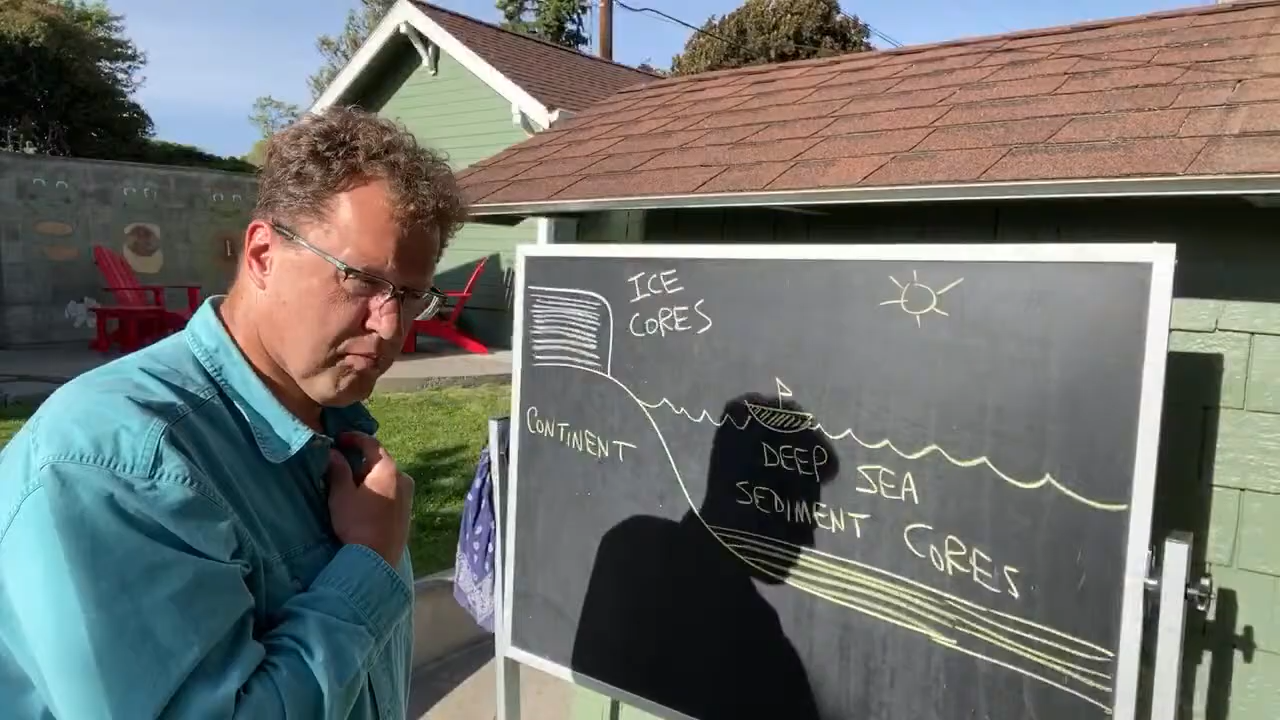 ICE
CORES
CONTINENT
DEEP SEA
SEDIMENT CORES